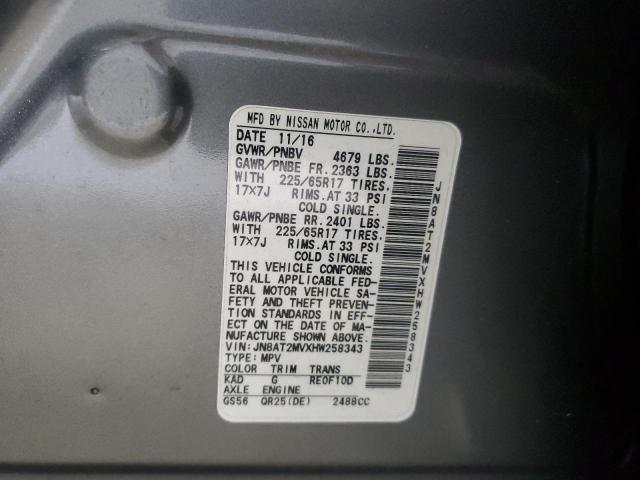 MFD BY NISSAN MOTOR CO.,LTD.
DATE 11/16
GVWR/PNBV 4679 LBS.
GAWR/PNBE FR. 2363 LBS.
WITH 225/65R17 TIRES,
17×7J RIMS.AT 33 PSI
COLD SINGLE.
GAWR/PNBE RR. 2401 LBS.
WITH 225/65R17 TIRES,
17×7J RIMS.AT 33 PSI
COLD SINGLE.
THIS VEHICLE CONFORMS
TO ALL APPLICABLE FED-
ERAL MOTOR VEHICLE SA-
FETY AND THEFT PREVEN-
TION STANDARDS IN EFF-
ECT ON THE DATE OF MA-
NUFACTURE SHOWN ABOVE.
VIN: JN8AT2MVXHW258343
TYPE: MPV
COLOR TRIM TRANS
KAD G RE0F10D
AXLE ENGINE
GS56 QR25(DE) 2488CC
JN8AT2MVXHW258343